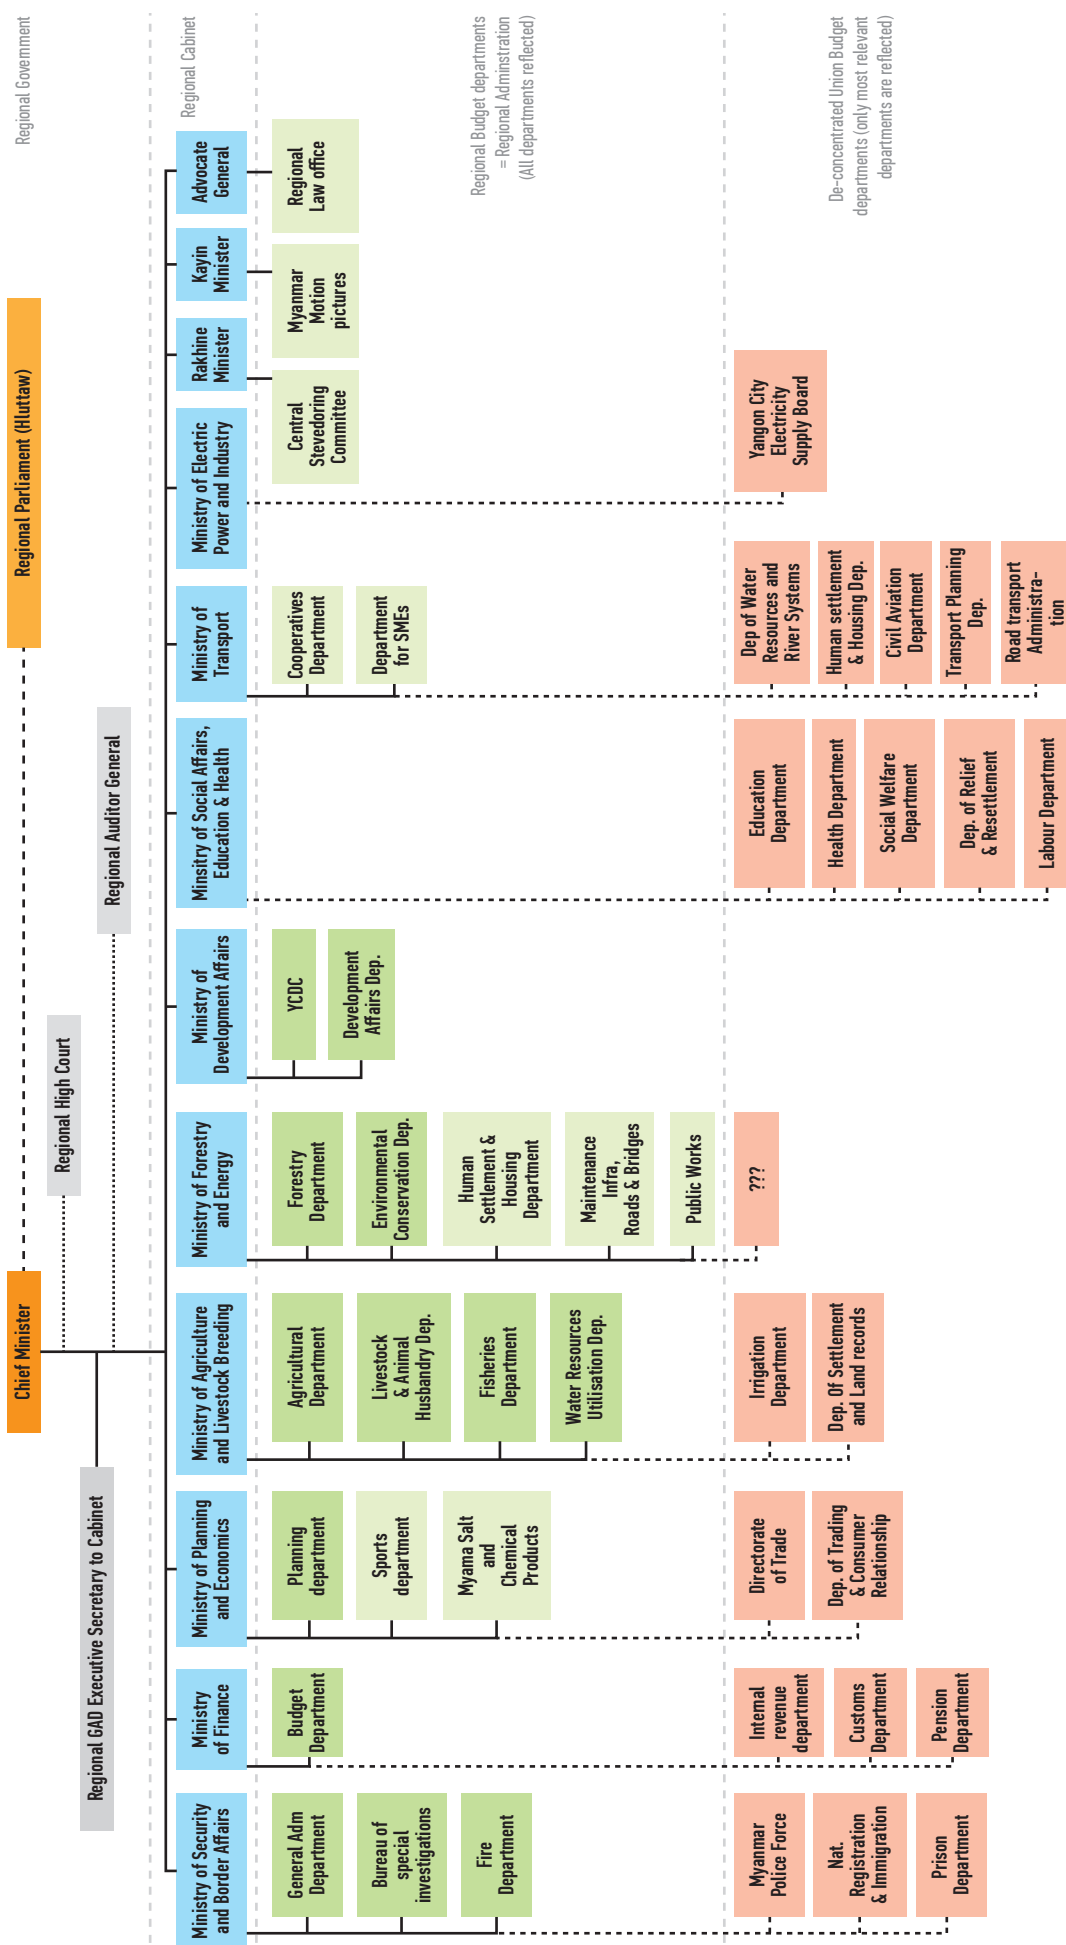 Regional Government
Chief Minister
Regional Parliament (Hluttaw)
Regional High Court
Regional GAD Executive Secretary to Cabinet
Regional Auditor General
Regional Cabinet
Ministry of Security
and Border Affairs
Ministry
of Finance
Ministry of Planning
and Economics
Ministry of Agriculture
and Livestock Breeding
Ministry of Forestry
and Energy
Ministry of
Development Affairs
Minsitry of Social Affairs,
Education & Health
Ministry of
Transport
Ministry of Electric
Power and Industry
Rakhine
Minister
Kayin
Minister
Advocate
General
General Adm
Department
Bureau of
special
investigations
Fire
Department
Budget
Department
Planning
department
Sports
department
Myama Salt
and
Chemical
Products
Agricultural
Department
Livestock
& Animal
Husbandry Dep.
Fisheries
Department
Water Resources
Utilisation Dep.
Forestry
Department
Environmental
Conservation Dep.
Human
Settlement &
Housing
Department
Maintenance
Infra,
Roads & Bridges
Public Works
YCDC
Development
Affairs Dep.
Cooperatives
Department
Department
for SMEs
Central
Stevedoring
Committee
Myanmar
Motion
pictures
Regional
Law office
Regional Budget departments
= Regional Adminstration
(All departments reflected)
Myanmar
Police Force
Nat.
Registration
& Immigration
Prison
Department
Internal
revenue
department
Customs
Department
Pension
Department
Directorate
of Trade
Dep. of Trading
& Consumer
Relationship
Irrigation
Department
Dep. Of Settlement
and Land records
???
Education
Department
Health Department
Social Welfare
Department
Dep. of Relief
& Resettlement
Labour Department
Dep of Water
Resources and
River Systems
Human settlement
& Housing Dep.
Civil Aviation
Department
Transport Planning
Dep.
Road transport
Administra-
tion
Yangon City
Electricity
Supply Board
De-concentrated Union Budget
departments (only most relevant
departments are reflected)